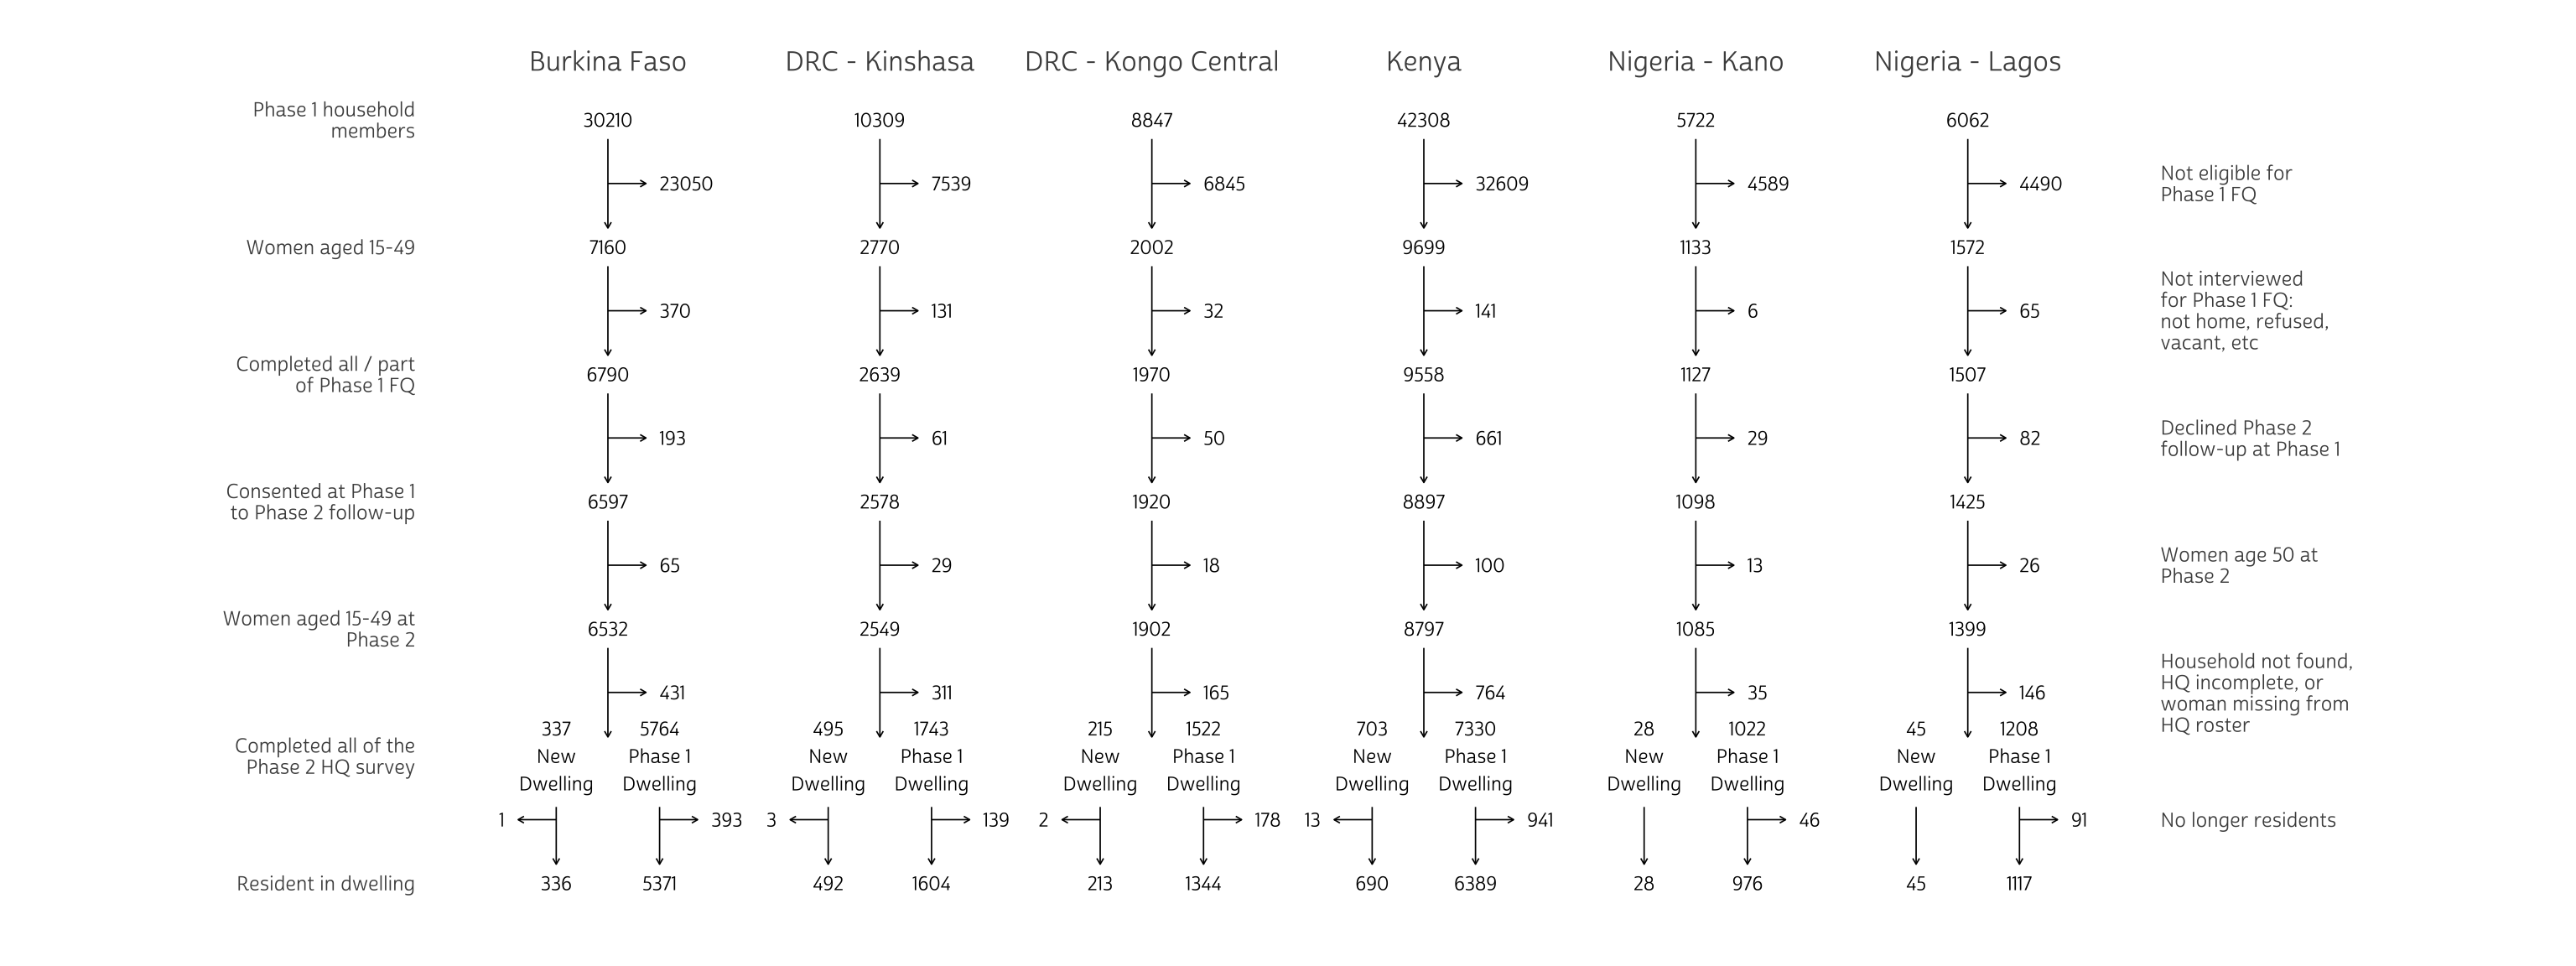 Burkina Faso DRC - Kinshasa DRC - Kongo Central Kenya Nigeria - Kano Nigeria - Lagos
Phase 1 household
members
30210 10309 8847 42308 5722 6062
23050 7539 6845 32609 4589 4490
Not eligible for
Phase 1 FQ
Women aged 15-49 7160 2770 2002 9699 1133 1572
370 131 32 141 6 65
Not interviewed
for Phase 1 FQ:
not home, refused,
vacant, etc
Completed all / part
of Phase 1 FQ
6790 2639 1970 9558 1127 1507
193 61 50 661 29 82
Declined Phase 2
follow-up at Phase 1
Consented at Phase 1
to Phase 2 follow-up
6597 2578 1920 8897 1098 1425
65 29 18 100 13 26
Women age 50 at
Phase 2
Women aged 15-49 at
Phase 2
6532 2549 1902 8797 1085 1399
431 311 165 764 35 146
Household not found,
HQ incomplete, or
woman missing from
HQ roster
Completed all of the
Phase 2 HQ survey
337 5764 495 1743 215 1522 703 7330 28 1022 45 1208
New Phase 1 New Phase 1 New Phase 1 New Phase 1 New Phase 1 New Phase 1
Dwelling Dwelling Dwelling Dwelling Dwelling Dwelling Dwelling Dwelling Dwelling Dwelling Dwelling Dwelling
1 393 3 139 2 178 13 941 46 91 No longer residents
Resident in dwelling 336 5371 492 1604 213 1344 690 6389 28 976 45 1117